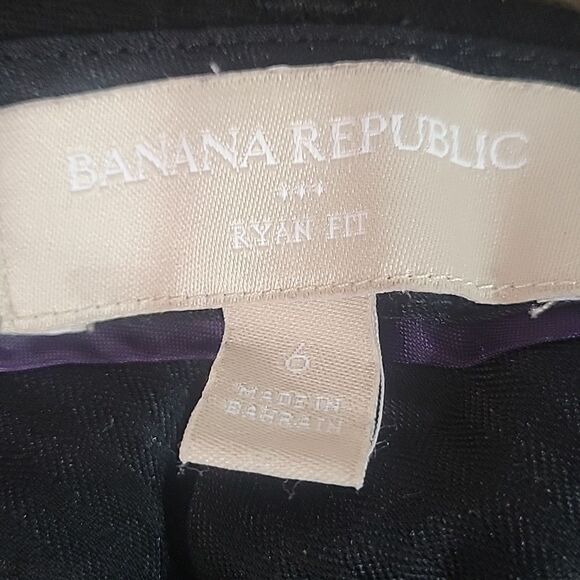 BANANA REPUBLIC
RYAN FIT
6
MADE IN
BAHRAIN